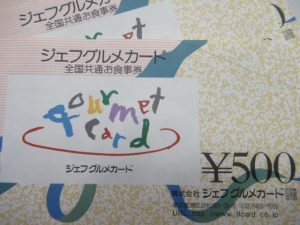 ジェフグルメカード
全国共通お食事券
ジェフグルメカード
全国共通お食事券
gourmet
card
ジェフグルメカード
¥500
株式会社 ジェフグルメカード
URL http://www.jfcard.co.jp